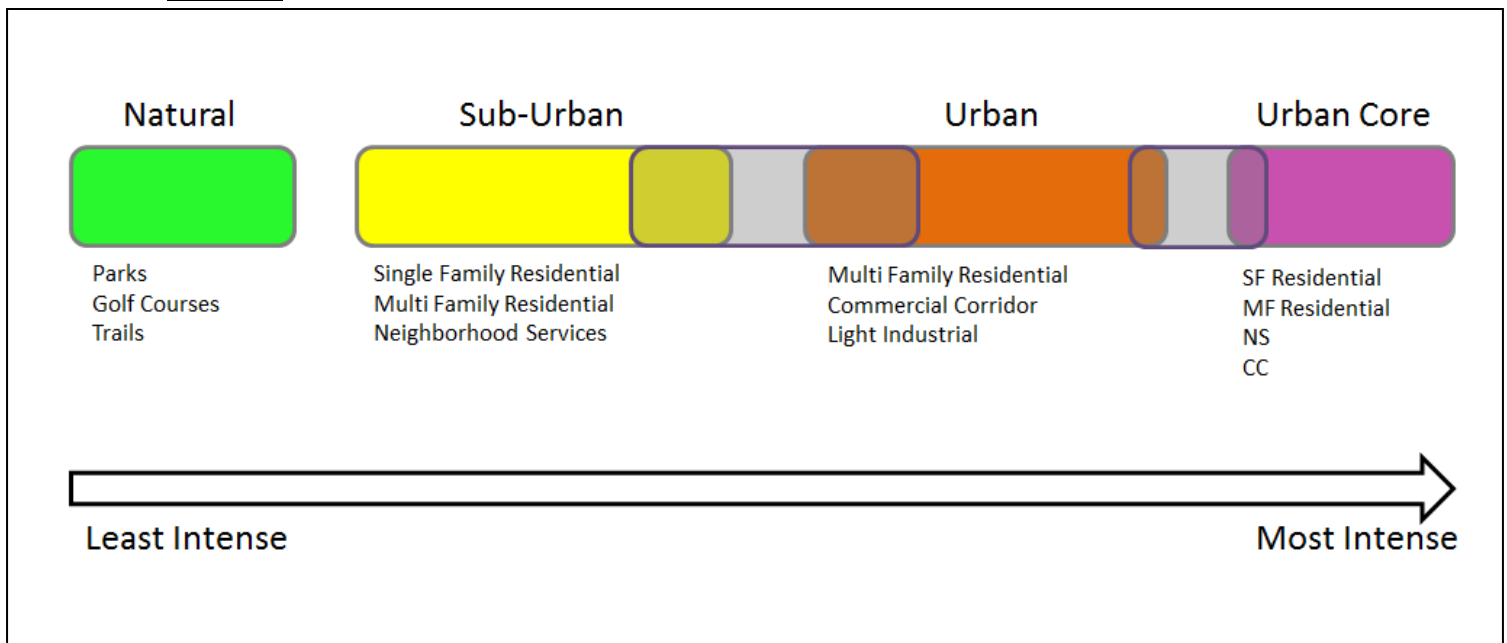 Natural
Sub-Urban
Urban
Urban Core
Parks
Golf Courses
Trails
Single Family Residential
Multi Family Residential
Neighborhood Services
Multi Family Residential
Commercial Corridor
Light Industrial
SF Residential
MF Residential
NS
CC
Least Intense
Most Intense